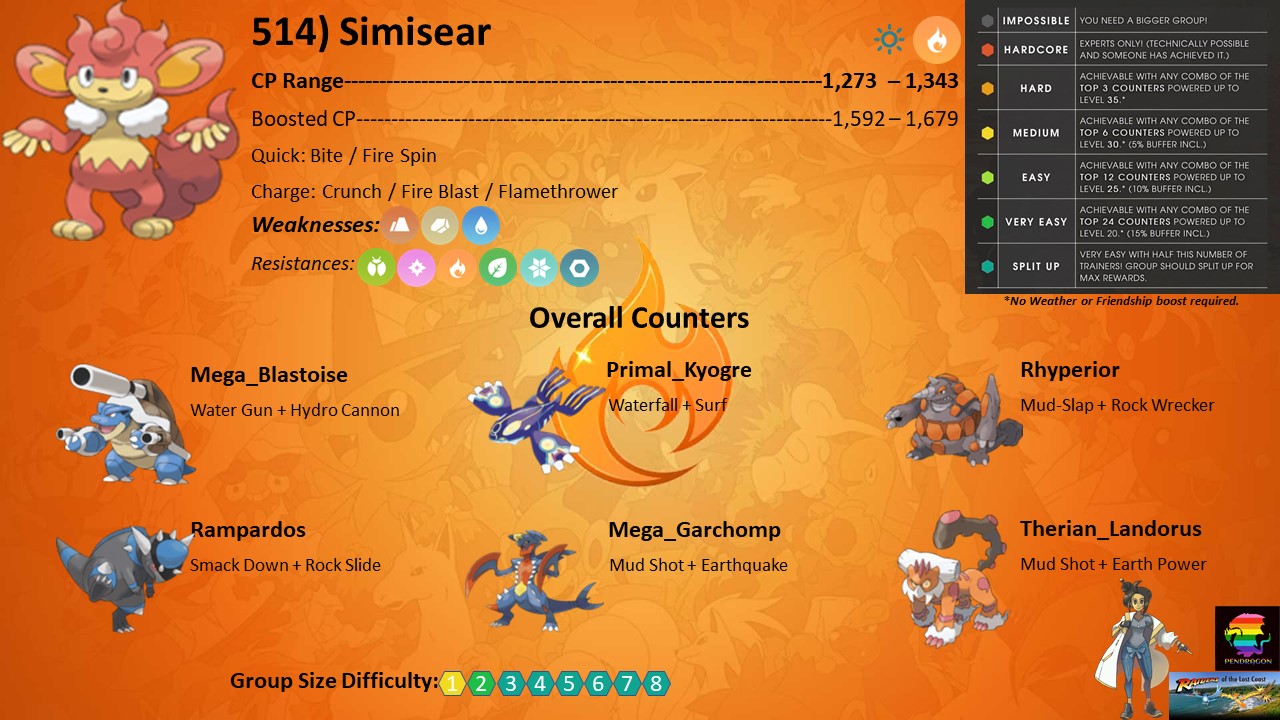 514) Simisear
CP Range--------------------------------------------------------------------1,273 – 1,343
Boosted CP--------------------------------------------------------------------1,592 – 1,679
Quick: Bite / Fire Spin
Charge: Crunch / Fire Blast / Flamethrower
Weaknesses:
Resistances:
IMPOSSIBLE YOU NEED A BIGGER GROUP!
HARDCORE EXPERTS ONLY! (TECHNICALLY POSSIBLE
AND SOMEONE HAS ACHIEVED IT.)
HARD ACHIEVABLE WITH ANY COMBO OF THE
TOP 3 COUNTERS POWERED UP TO
LEVEL 35.*
MEDIUM ACHIEVABLE WITH ANY COMBO OF THE
TOP 6 COUNTERS POWERED UP TO
LEVEL 30.* (5% BUFFER INCL.)
EASY ACHIEVABLE WITH ANY COMBO OF THE
TOP 12 COUNTERS POWERED UP TO
LEVEL 25.* (10% BUFFER INCL.)
VERY EASY ACHIEVABLE WITH ANY COMBO OF THE
TOP 24 COUNTERS POWERED UP TO
LEVEL 20.* (15% BUFFER INCL.)
SPLIT UP VERY EASY WITH HALF THIS NUMBER OF
TRAINERS! GROUP SHOULD SPLIT UP FOR
MAX REWARDS.
*No Weather or Friendship boost required.
Overall Counters
Mega_Blastoise
Water Gun + Hydro Cannon
Primal_Kyogre
Waterfall + Surf
Rhyperior
Mud-Slap + Rock Wrecker
Rampardos
Smack Down + Rock Slide
Mega_Garchomp
Mud Shot + Earthquake
Therian_Landorus
Mud Shot + Earth Power
Group Size Difficulty: 1 2 3 4 5 6 7 8
PENDRAGON
RAIDERS of the Lost Coast